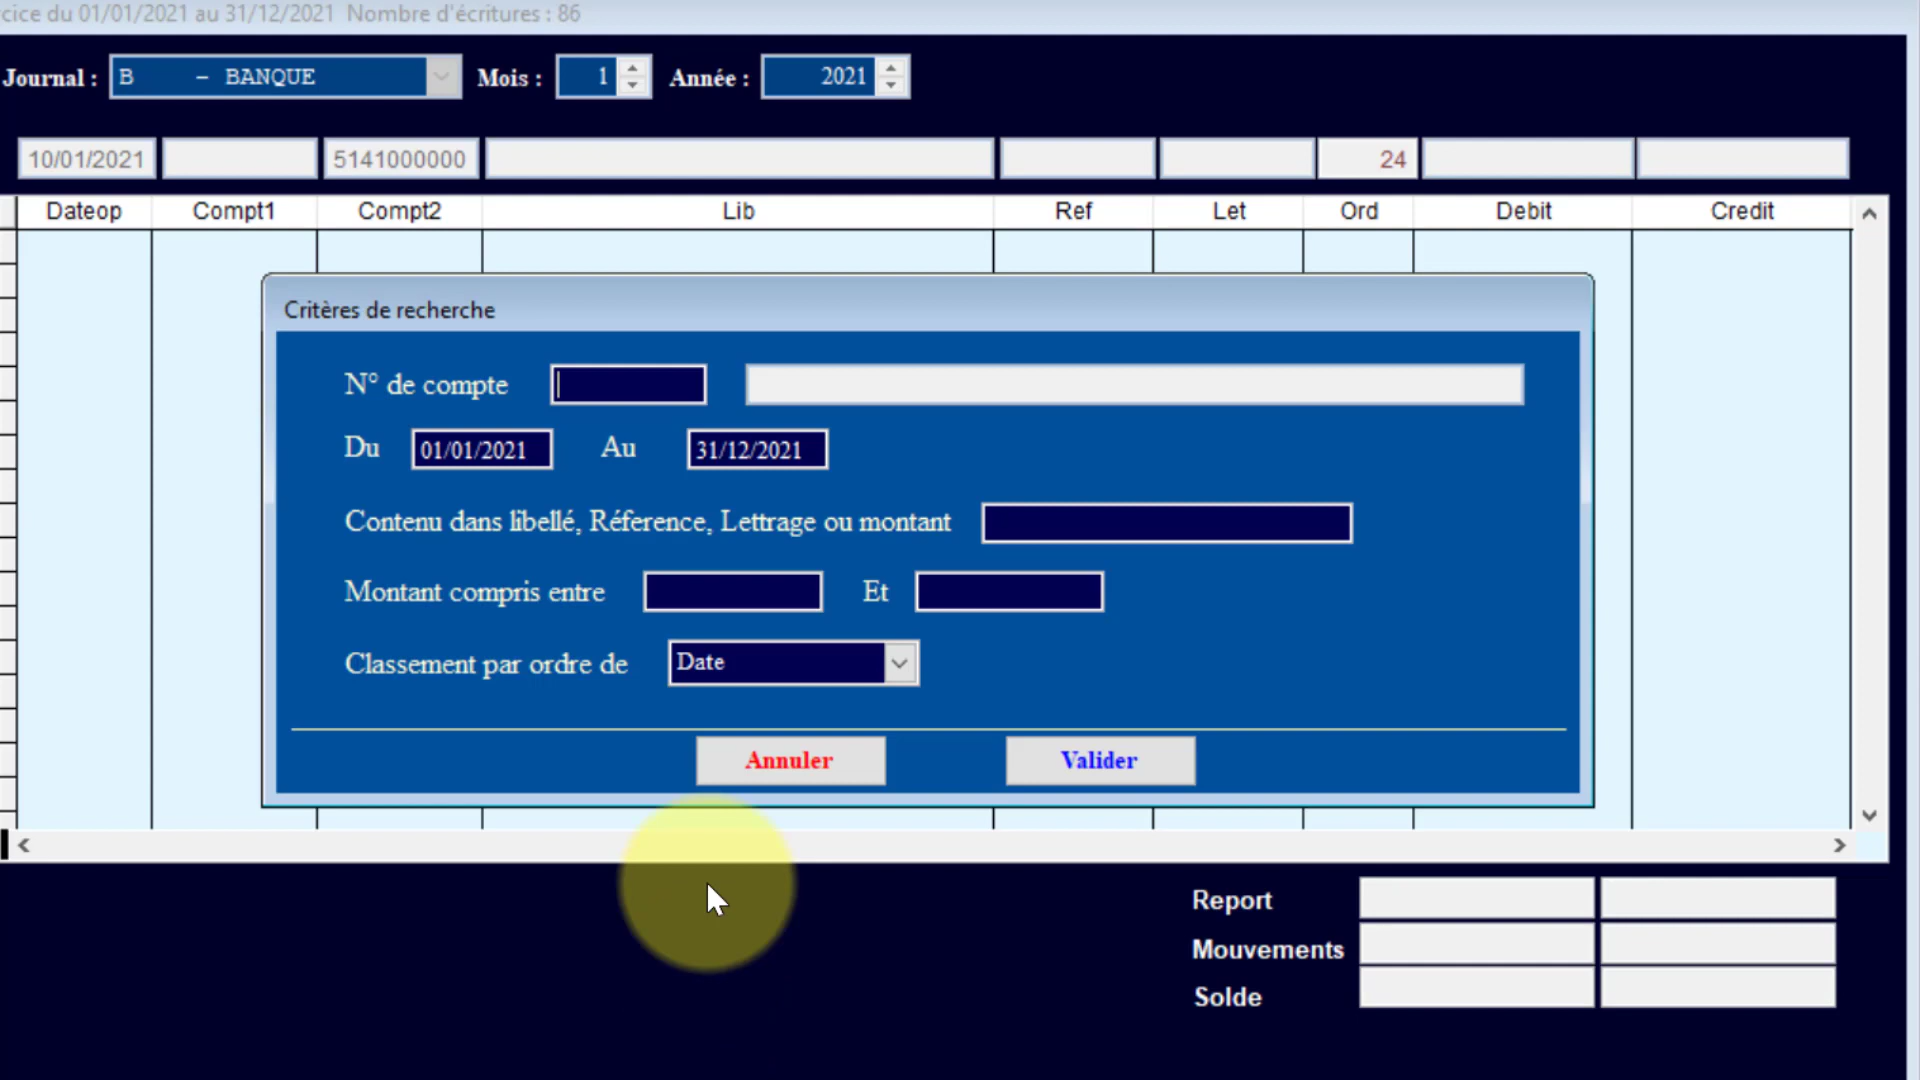 cice du 01/01/2021 au 31/12/2021 Nombre d'écritures : 86
Journal : B - BANQUE Mois : 1 Année : 2021
10/01/2021 5141000000 24
Dateop Compt1 Compt2 Lib Ref Let Ord Debit Credit
Critères de recherche
N° de compte
Du 01/01/2021 Au 31/12/2021
Contenu dans libellé, Réference, Lettrage ou montant
Montant compris entre Et
Classement par ordre de Date
Annuler Valider
Report
Mouvements
Solde